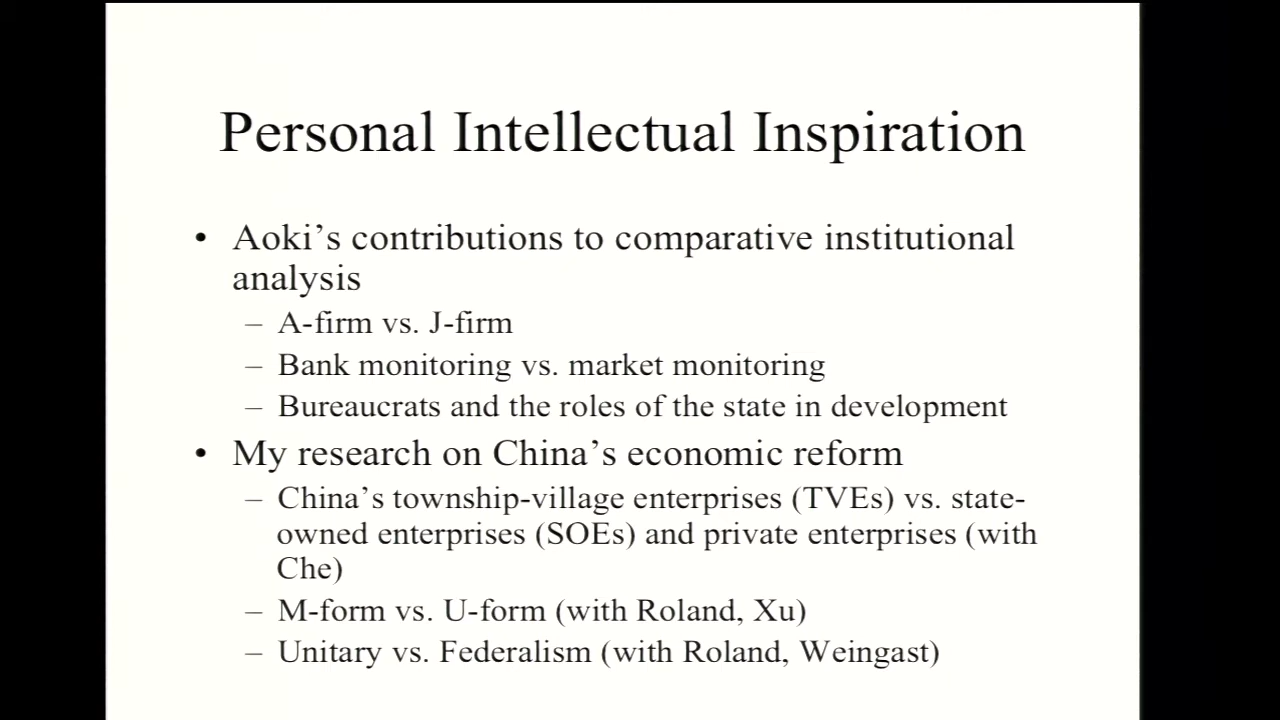 Personal Intellectual Inspiration
• Aoki's contributions to comparative institutional
analysis
– A-firm vs. J-firm
– Bank monitoring vs. market monitoring
– Bureaucrats and the roles of the state in development
• My research on China's economic reform
– China's township-village enterprises (TVEs) vs. state-
owned enterprises (SOEs) and private enterprises (with
Che)
– M-form vs. U-form (with Roland, Xu)
– Unitary vs. Federalism (with Roland, Weingast)